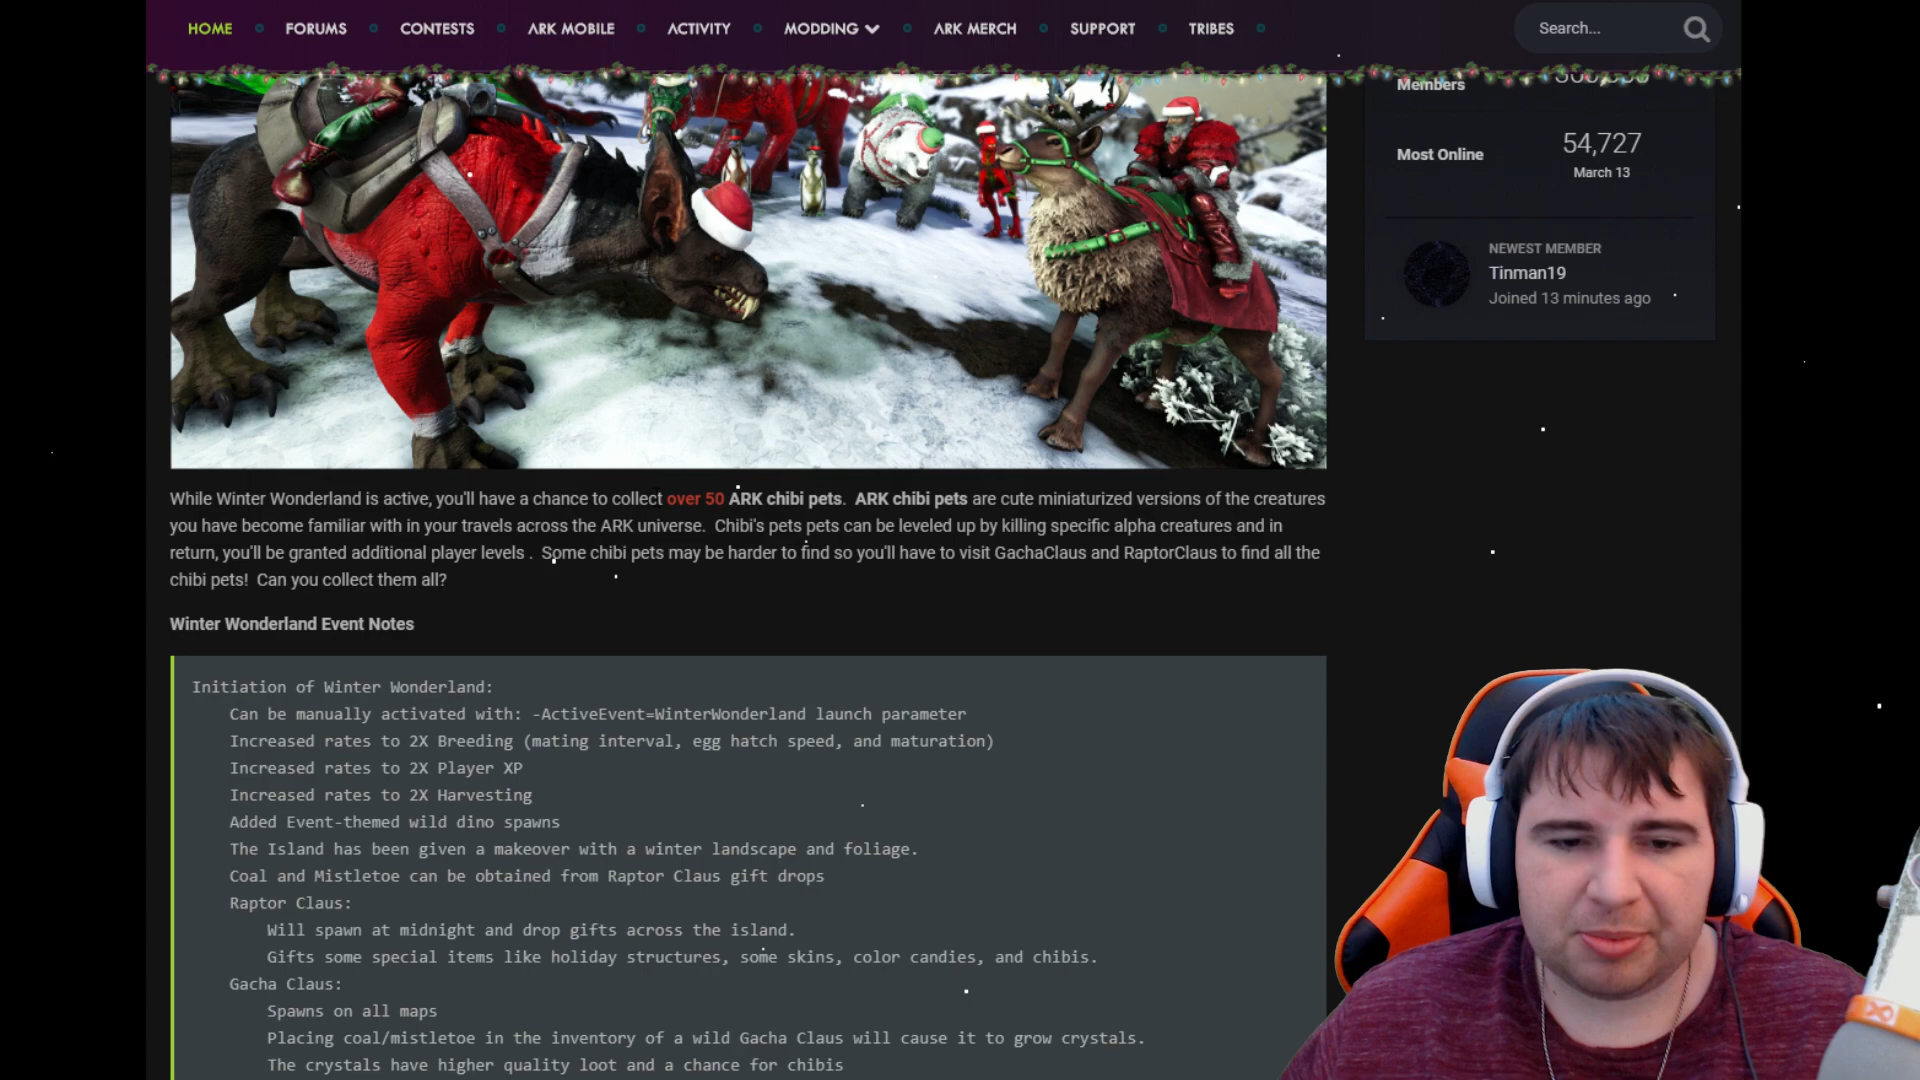 HOME FORUMS CONTESTS ARK MOBILE ACTIVITY MODDING ARK MERCH SUPPORT TRIBES Search...
Members
Most Online 54,727
March 13
NEWEST MEMBER
Tinman19
Joined 13 minutes ago
While Winter Wonderland is active, you'll have a chance to collect over 50 ARK chibi pets.  ARK chibi pets are cute miniaturized versions of the creatures
you have become familiar with in your travels across the ARK universe.  Chibi's pets pets can be leveled up by killing specific alpha creatures and in
return, you'll be granted additional player levels .  Some chibi pets may be harder to find so you'll have to visit GachaClaus and RaptorClaus to find all the
chibi pets!  Can you collect them all?
Winter Wonderland Event Notes
Initiation of Winter Wonderland:
Can be manually activated with: -ActiveEvent=WinterWonderland launch parameter
Increased rates to 2X Breeding (mating interval, egg hatch speed, and maturation)
Increased rates to 2X Player XP
Increased rates to 2X Harvesting
Added Event-themed wild dino spawns
The Island has been given a makeover with a winter landscape and foliage.
Coal and Mistletoe can be obtained from Raptor Claus gift drops
Raptor Claus:
Will spawn at midnight and drop gifts across the island.
Gifts some special items like holiday structures, some skins, color candies, and chibis.
Gacha Claus:
Spawns on all maps
Placing coal/mistletoe in the inventory of a wild Gacha Claus will cause it to grow crystals.
The crystals have higher quality loot and a chance for chibis